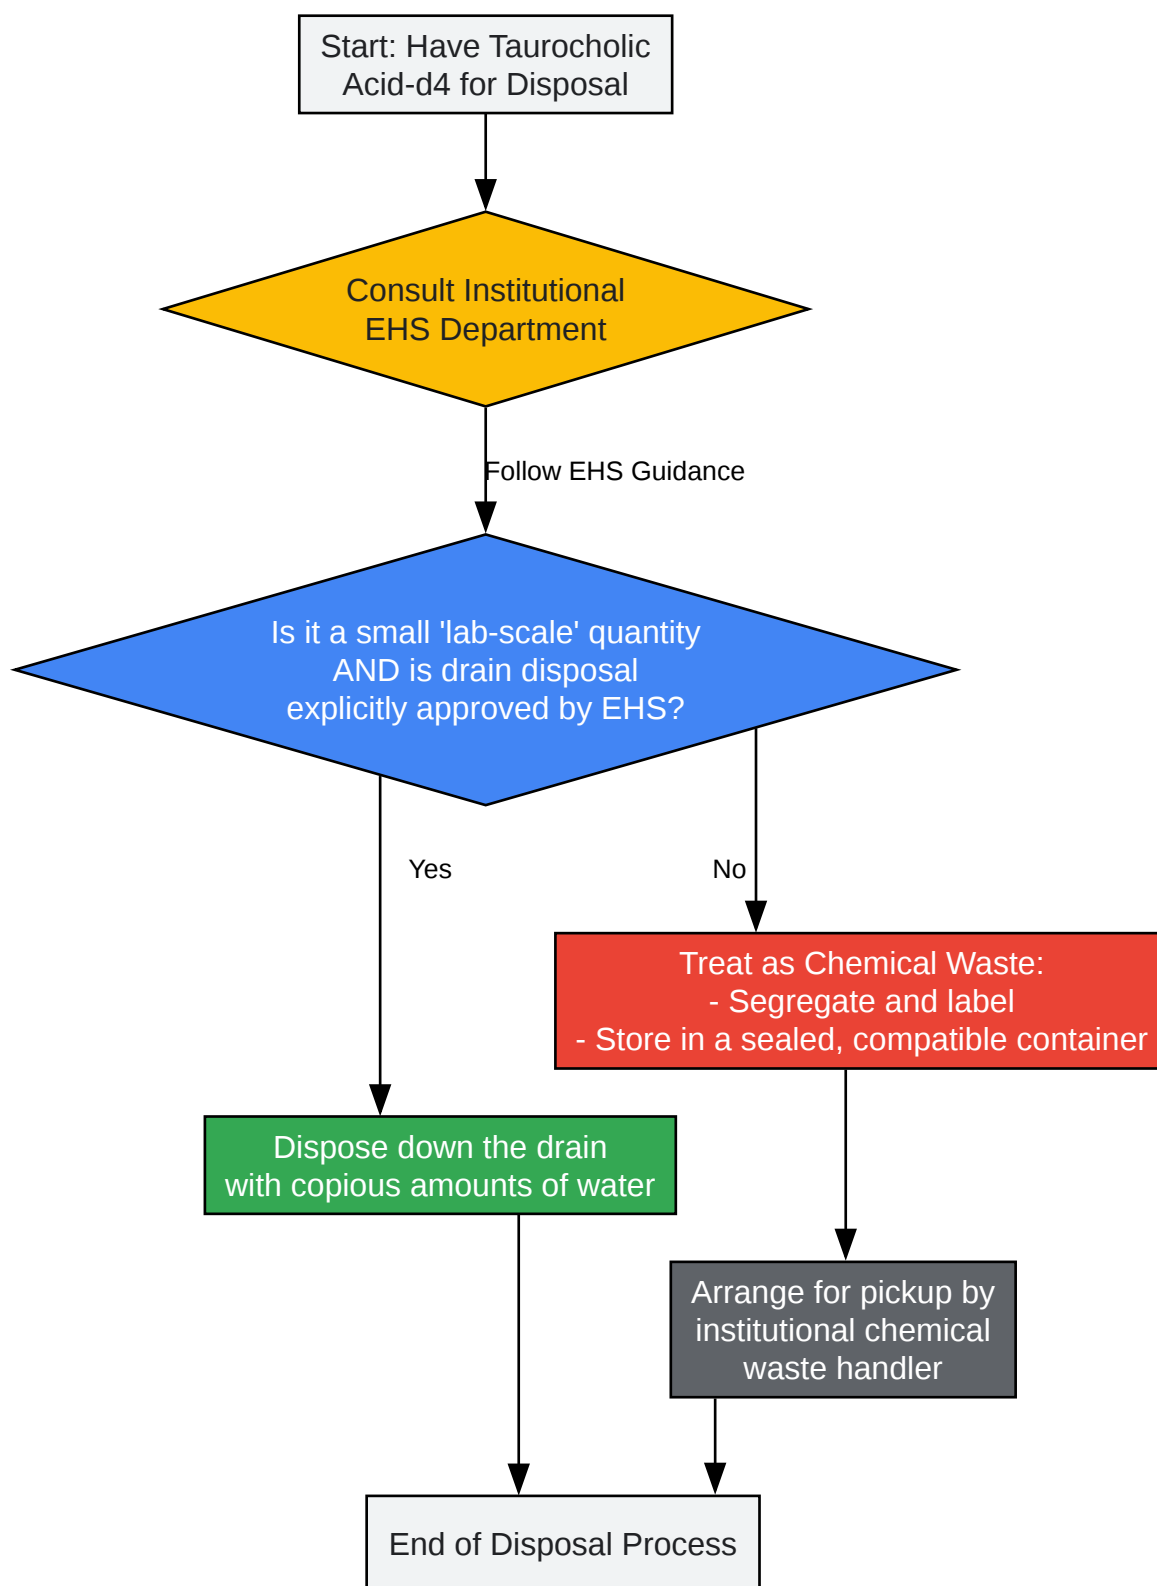 Start: Have Taurocholic
Acid-d4 for Disposal
Consult Institutional
EHS Department
Follow EHS Guidance
Is it a small 'lab-scale' quantity
AND is drain disposal
explicitly approved by EHS?
Yes
No
Treat as Chemical Waste:
- Segregate and label
- Store in a sealed, compatible container
Dispose down the drain
with copious amounts of water
Arrange for pickup by
institutional chemical
waste handler
End of Disposal Process